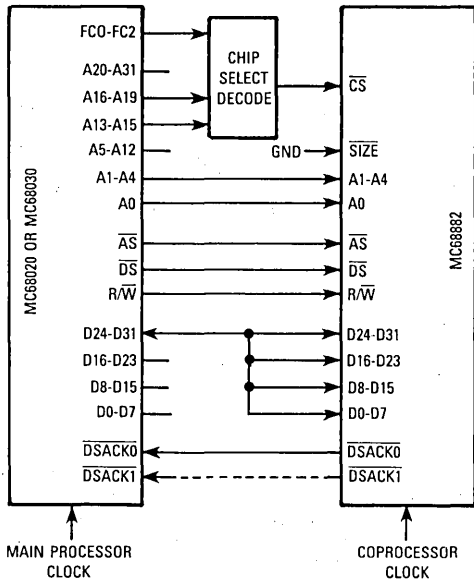 MC68020 OR MC68030
FC0-FC2
A20-A31
A16-A19
A13-A15
A5-A12
A1-A4
A0
AS
DS
R/W
D24-D31
D16-D23
D8-D15
D0-D7
DSACK0
DSACK1
CHIP
SELECT
DECODE
GND
MC68882
CS
SIZE
A1-A4
A0
AS
DS
R/W
D24-D31
D16-D23
D8-D15
D0-D7
DSACK0
DSACK1
MAIN PROCESSOR
CLOCK
COPROCESSOR
CLOCK